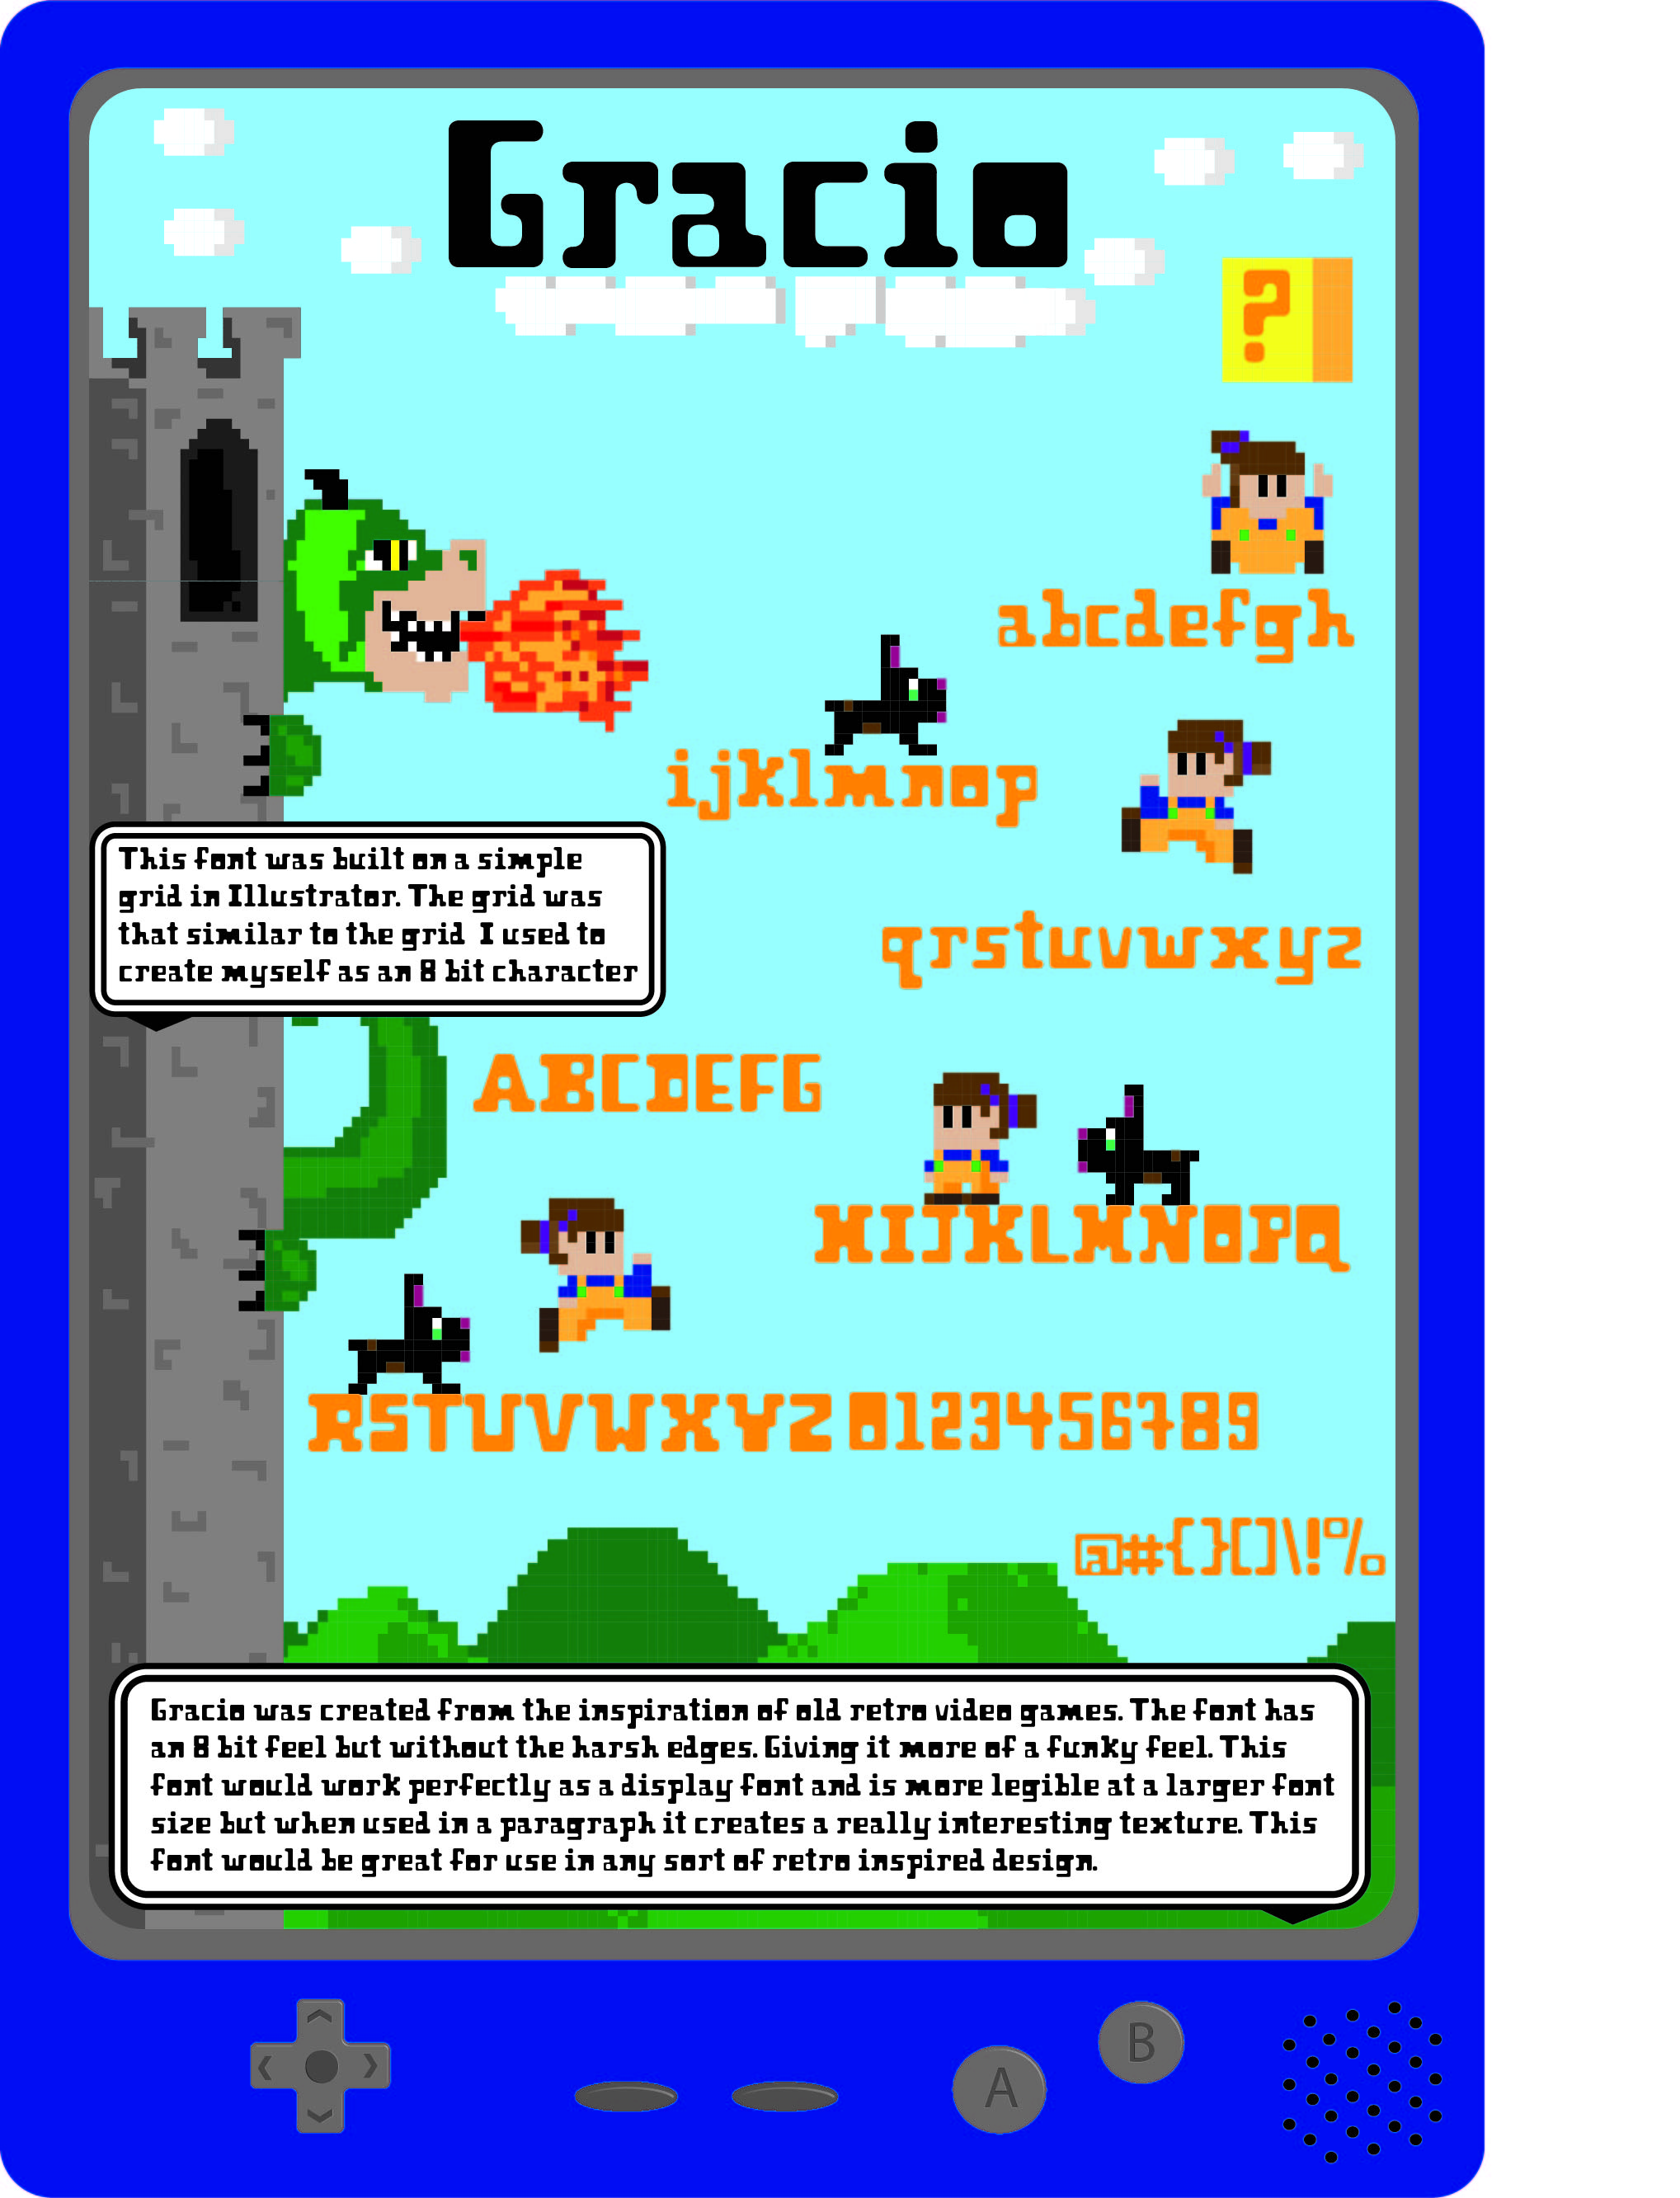 Gracio
?
abcdefgh
ijklmnop
This font was built on a simple
grid in Illustrator. The grid was
that similar to the grid I used to
create myself as an 8 bit character
qrstuvwxyz
ABCDEFG
HIJKLMNOPQ
RSTUVWXYZ 0123456789
@#{}[]\!%
Gracio was created from the inspiration of old retro video games. The font has
an 8 bit feel but without the harsh edges. Giving it more of a funky feel. This
font would work perfectly as a display font and is more legible at a larger font
size but when used in a paragraph it creates a really interesting texture. This
font would be great for use in any sort of retro inspired design.
B
A